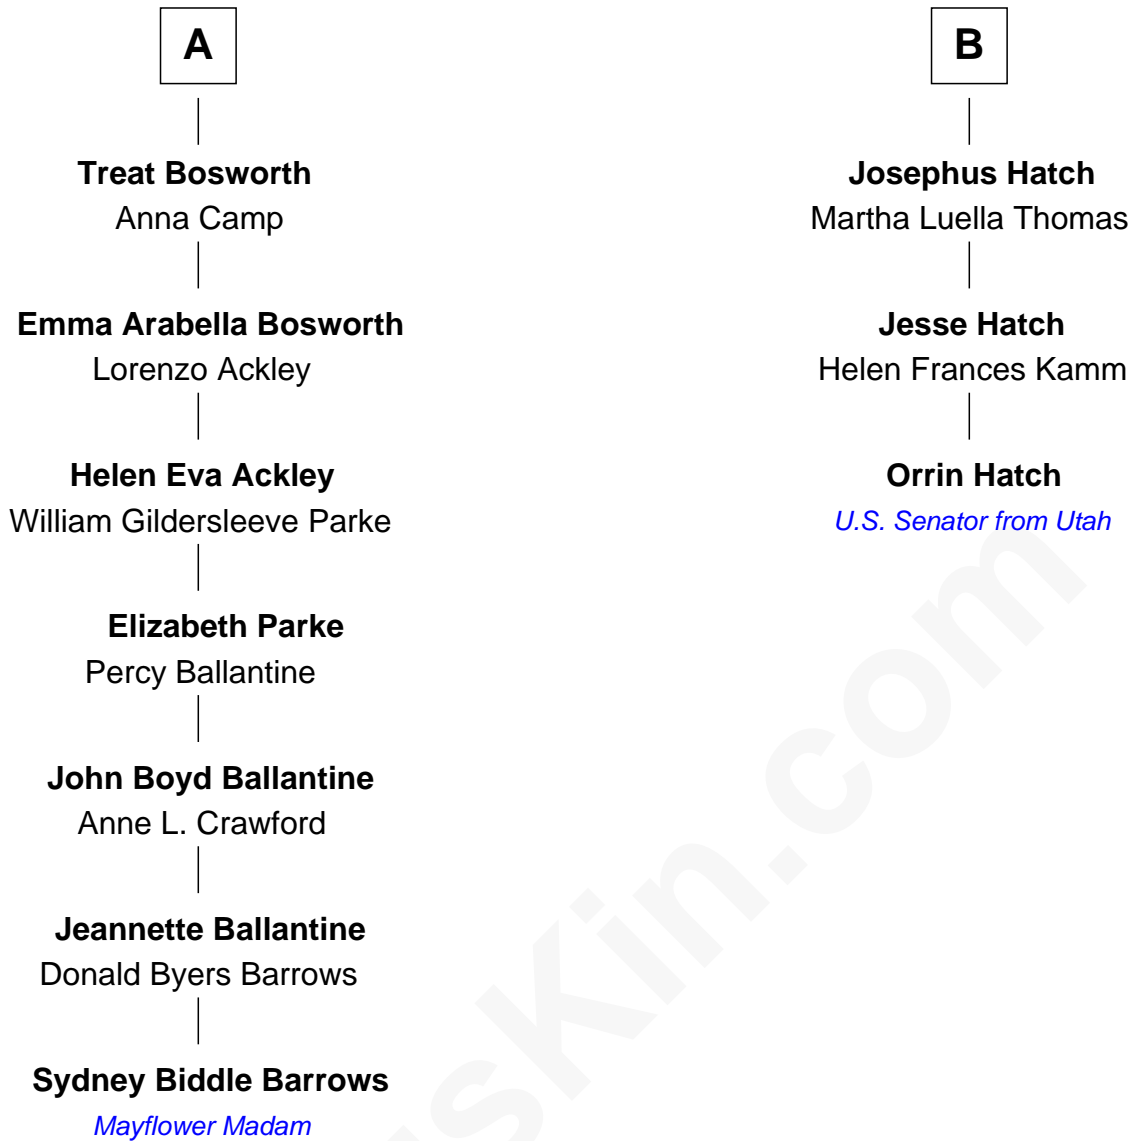 A
Treat Bosworth
Anna Camp
Emma Arabella Bosworth
Lorenzo Ackley
Helen Eva Ackley
William Gildersleeve Parke
Elizabeth Parke
Percy Ballantine
John Boyd Ballantine
Anne L. Crawford
Jeannette Ballantine
Donald Byers Barrows
Sydney Biddle Barrows
Mayflower Madam
B
Josephus Hatch
Martha Luella Thomas
Jesse Hatch
Helen Frances Kamm
Orrin Hatch
U.S. Senator from Utah